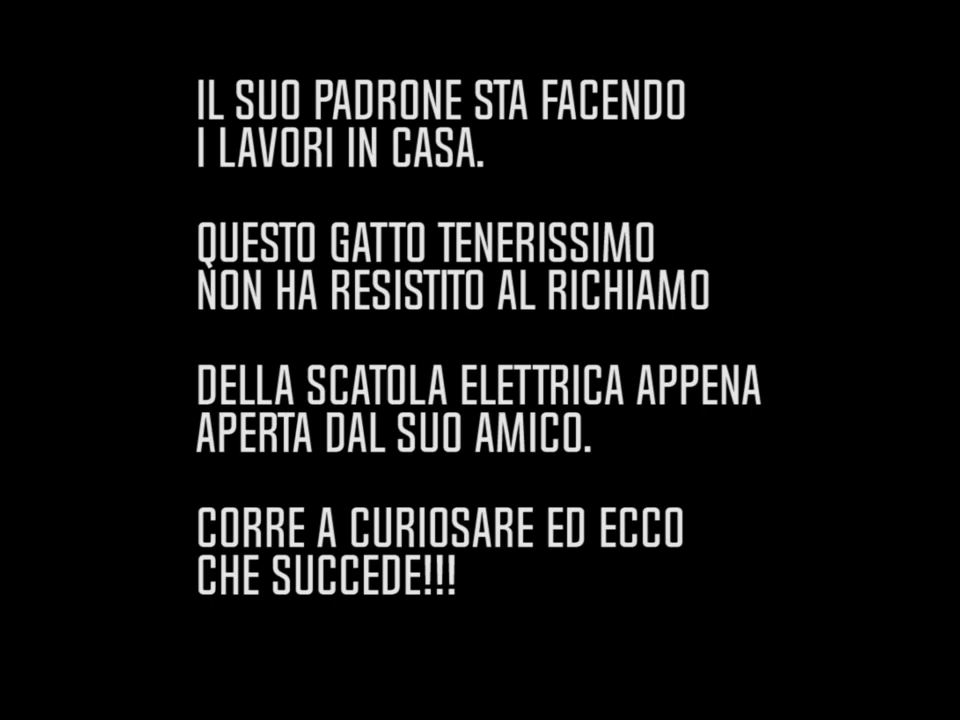 IL SUO PADRONE STA FACENDO
I LAVORI IN CASA.
QUESTO GATTO TENERISSIMO
NON HA RESISTITO AL RICHIAMO
DELLA SCATOLA ELETTRICA APPENA
APERTA DAL SUO AMICO.
CORRE A CURIOSARE ED ECCO
CHE SUCCEDE!!!